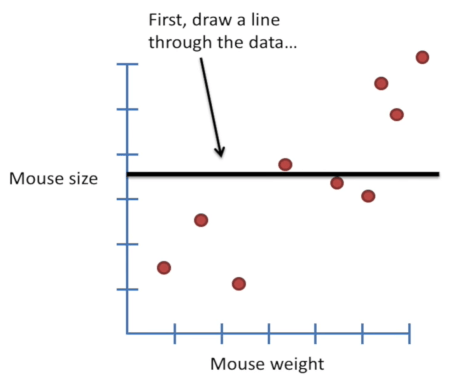 First, draw a line
through the data...
Mouse size
Mouse weight